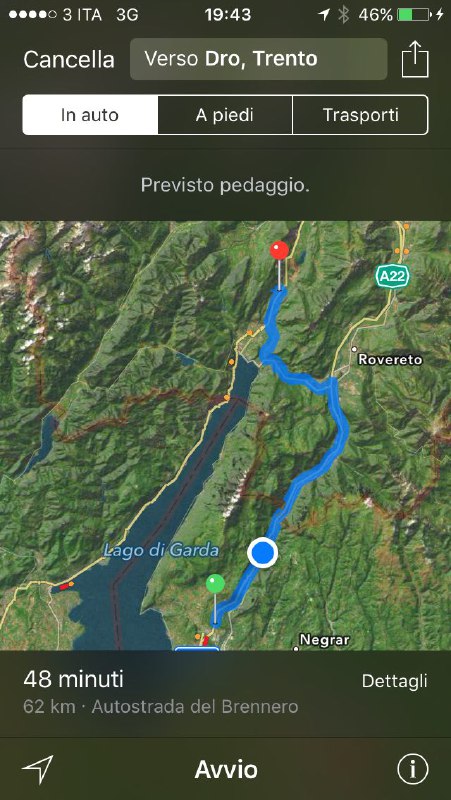 3 ITA 3G 19:43 46%
Cancella Verso Dro, Trento
In auto A piedi Trasporti
Previsto pedaggio.
A22
Rovereto
Lago di Garda
Negrar
48 minuti Dettagli
62 km · Autostrada del Brennero
Avvio